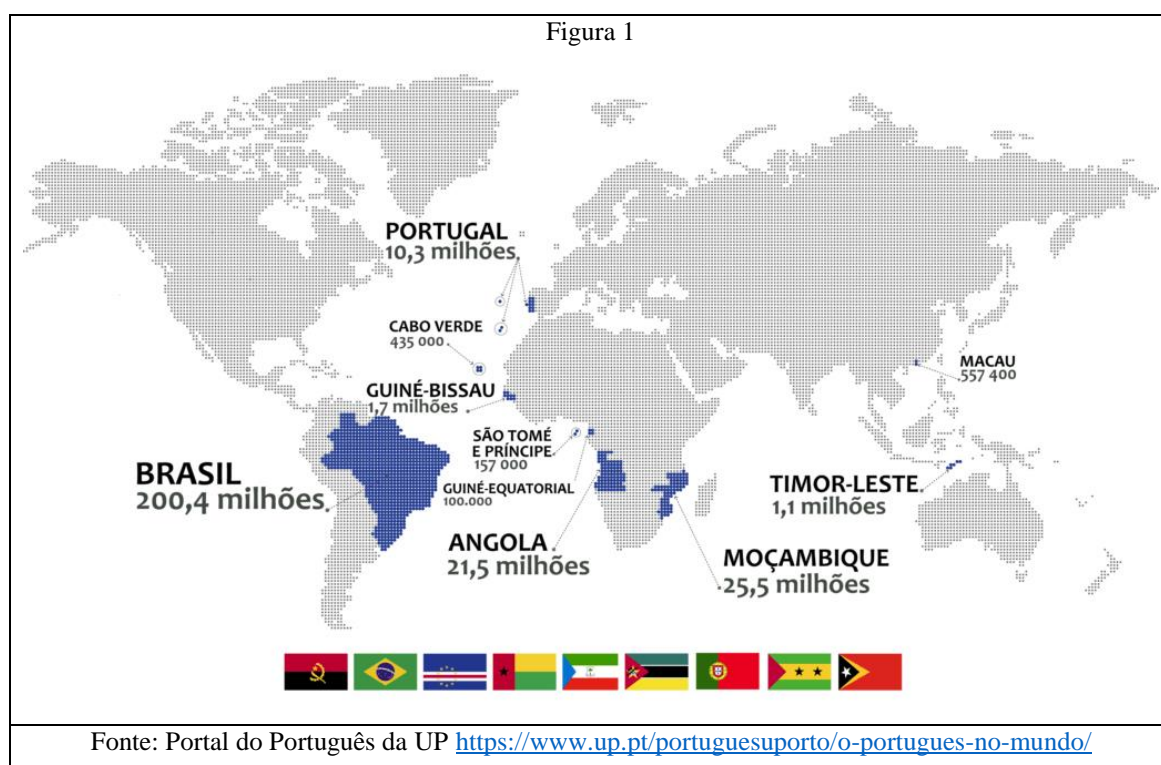 Figura 1
PORTUGAL
10,3 milhões
CABO VERDE
435 000
MACAU
557 400
GUINÉ-BISSAU
1,7 milhões
SÃO TOMÉ
E PRÍNCIPE
157 000
BRASIL
200,4 milhões
GUINÉ-EQUATORIAL
100.000
TIMOR-LESTE
1,1 milhões
ANGOLA
21,5 milhões
MOÇAMBIQUE
25,5 milhões
Fonte: Portal do Português da UP https://www.up.pt/portuguesuporto/o-portugues-no-mundo/